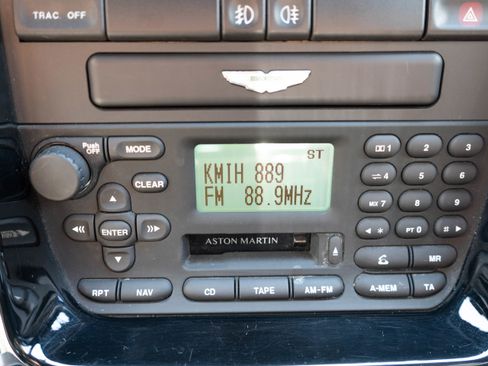 TRAC OFF
Push
OFF
MODE
CLEAR
ENTER
RPT
NAV
ST
KMIH 889
FM 88.9MHz
ASTON MARTIN
CD
TAPE
AM-FM
1
2
3
4
5
6
MIX 7
8
9
*
PTY 0
#
MR
A-MEM
TA